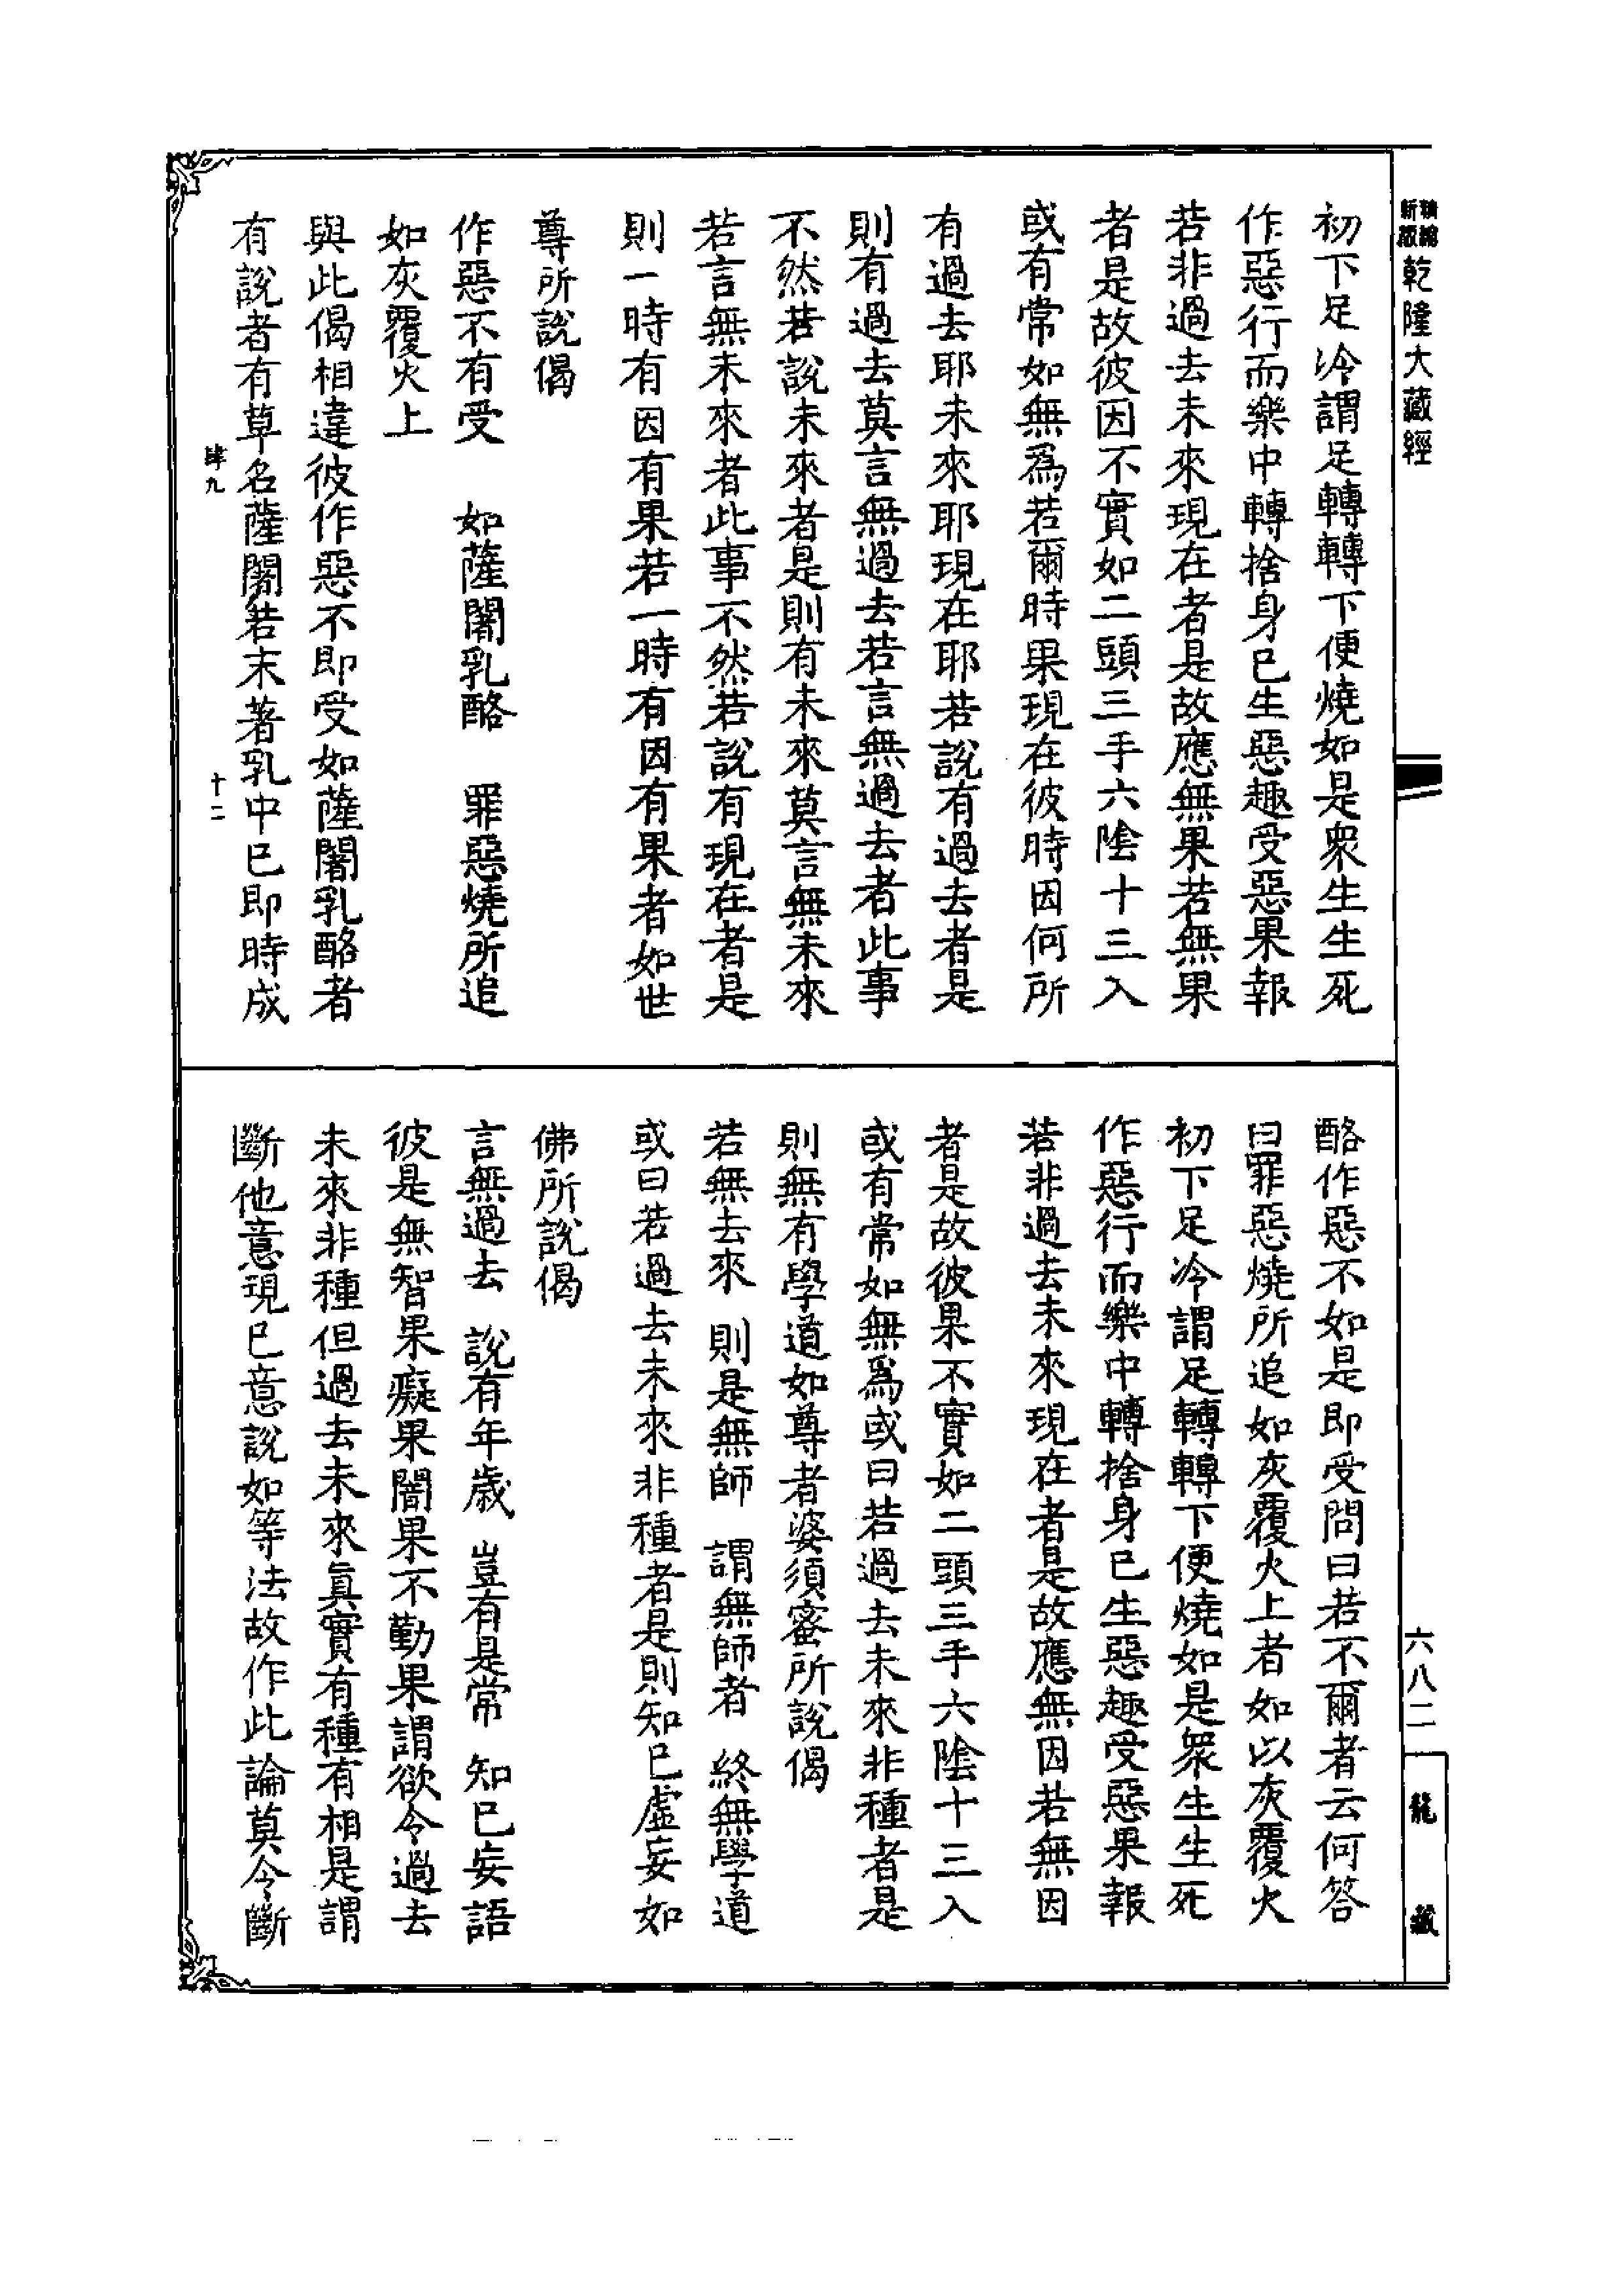 新編縮版乾隆大藏經
初下足冷謂足轉轉下便燒如是衆生生死
作惡行而樂中轉捨身已生惡趣受惡果報
若非過去未來現在者是故應無果若無果
者是故彼因不實如二頭三手六陰十三入
或有常如無爲若爾時果現在彼時因何所
有過去耶未來耶現在耶若說有過去者是
則有過去莫言無過去若言無過去者此事
不然若說未來者是則有未來莫言無未來
若言無未來者此事不然若說有現在者是
則一時有因有果若一時有因有果者如世
尊所說偈
作惡不有受 如薩闍乳酪 罪惡燒所追
如灰覆火上
與此偈相違彼作惡不即受如薩闍乳酪者
有說者有草名薩闍若末著乳中已即時成
肆九 十二
酪作惡不如是即受問曰若不爾者云何答
曰罪惡燒所追如灰覆火上者如以灰覆火
初下足冷謂足轉轉下便燒如是衆生生死
作惡行而樂中轉捨身已生惡趣受惡果報
若非過去未來現在者是故應無因若無因
者是故彼果不實如二頭三手六陰十三入
或有常如無爲或曰若過去未來非種者是
則無有學道如尊者婆須蜜所說偈
若無去來 則是無師 謂無師者 終無學道
或曰若過去未來非種者是則知已虛妄如
佛所說偈
言無過去 說有年歲 豈有是常 知已妄語
彼是無智果癡果闇果不勤果謂欲令過去
未來非種但過去未來眞實有種有相是謂
斷他意現已意說如等法故作此論莫令斷
六八二
龍藏